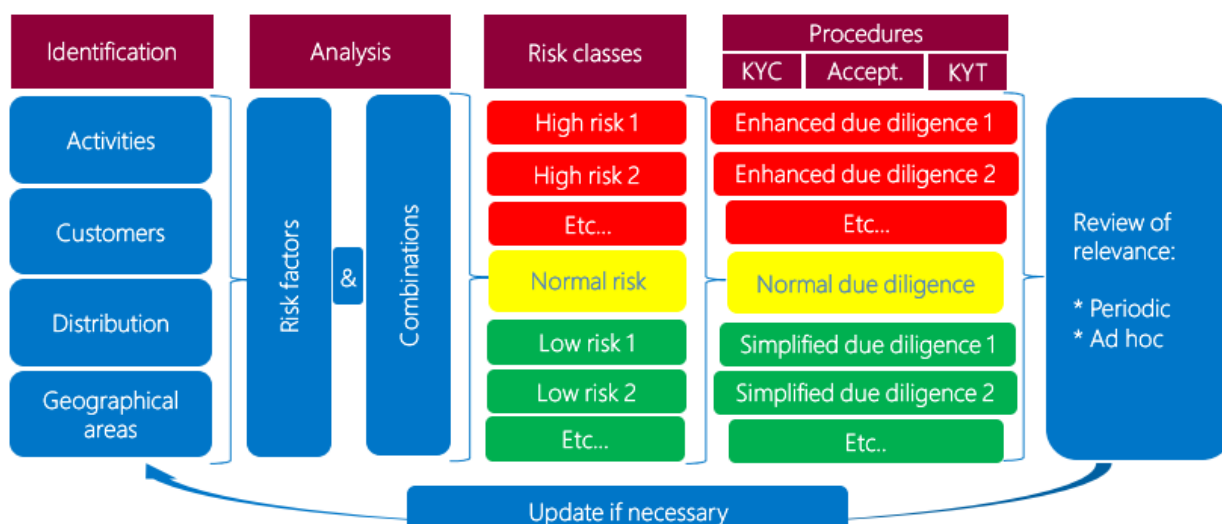 Identification
Analysis
Risk classes
Procedures
KYC
Accept.
KYT
Activities
Customers
Distribution
Geographical
areas
Risk factors
&
Combinations
High risk 1
High risk 2
Etc...
Normal risk
Low risk 1
Low risk 2
Etc...
Enhanced due diligence 1
Enhanced due diligence 2
Etc...
Normal due diligence
Simplified due diligence 1
Simplified due diligence 2
Etc..
Review of
relevance:
* Periodic
* Ad hoc
Update if necessary